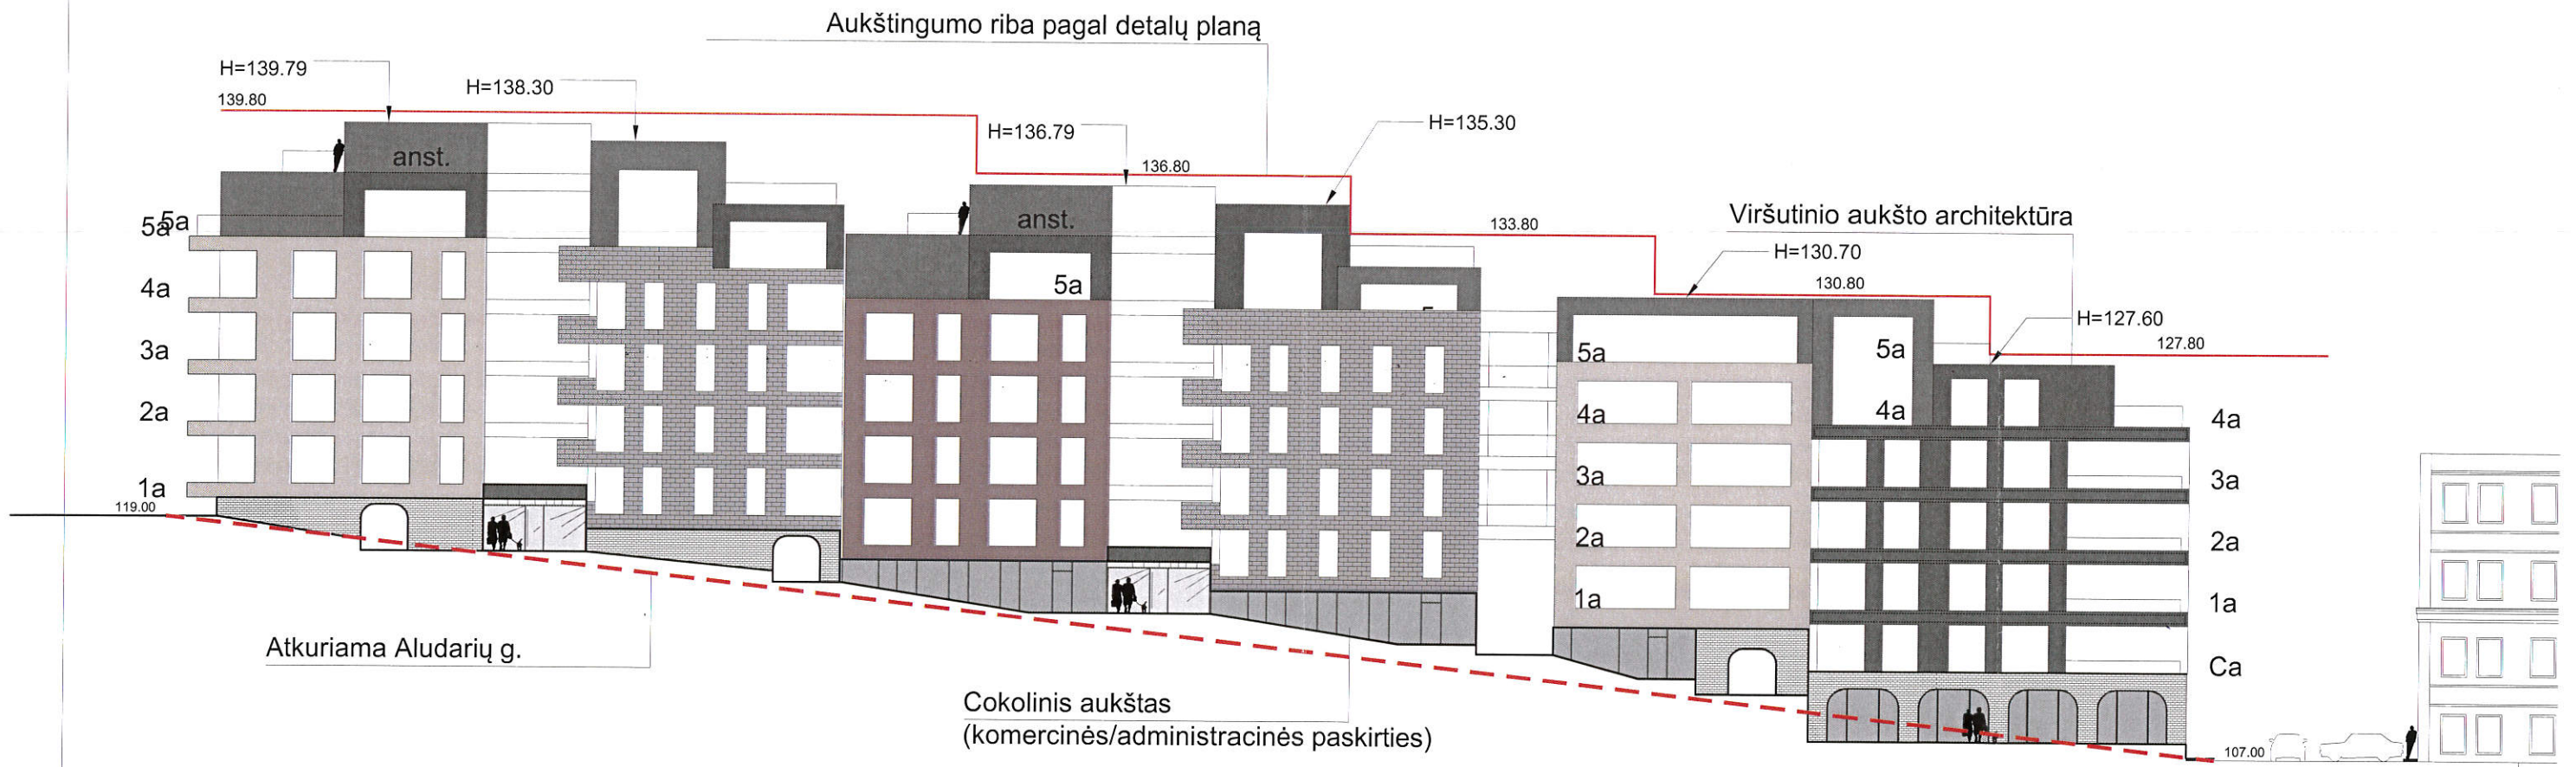 Aukštingumo riba pagal detalų planą
H=139.79
H=138.30
139.80
H=136.79
H=135.30
136.80
anst.
anst.
133.80
Viršutinio aukšto architektūra
H=130.70
130.80
H=127.60
127.80
5a
5a
4a
3a
2a
1a
119.00
5a
5a
4a
3a
2a
1a
5a
4a
4a
3a
2a
1a
Ca
Atkuriama Aludarių g.
Cokolinis aukštas
(komercinės/administracinės paskirties)
107.00